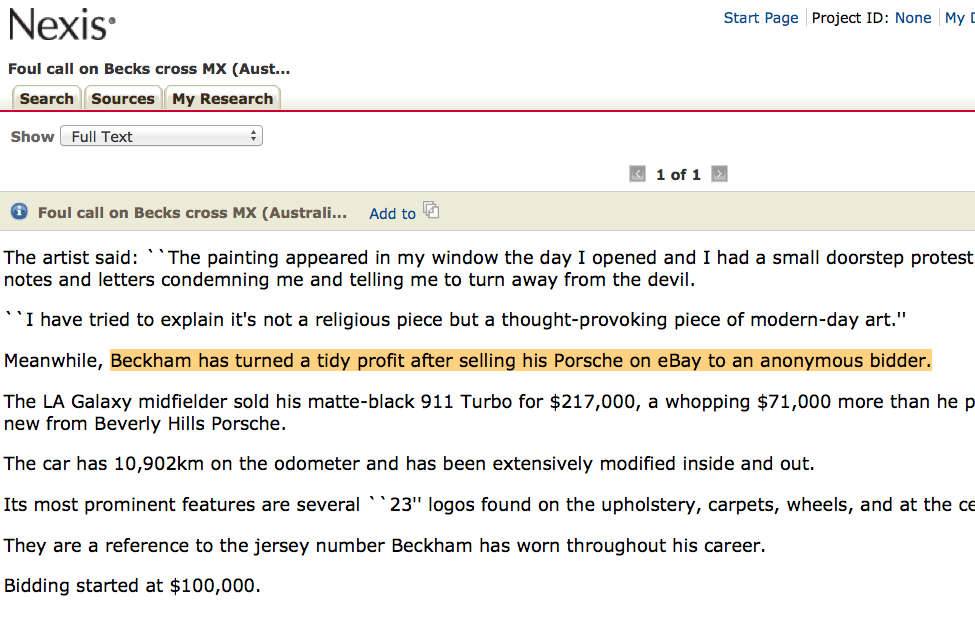 Nexis®
Start Page Project ID: None My
Foul call on Becks cross MX (Aust...
Search Sources My Research
Show Full Text
1 of 1
Foul call on Becks cross MX (Australi... Add to
The artist said: ``The painting appeared in my window the day I opened and I had a small doorstep protest
notes and letters condemning me and telling me to turn away from the devil.
``I have tried to explain it's not a religious piece but a thought-provoking piece of modern-day art.''
Meanwhile, Beckham has turned a tidy profit after selling his Porsche on eBay to an anonymous bidder.
The LA Galaxy midfielder sold his matte-black 911 Turbo for $217,000, a whopping $71,000 more than he
new from Beverly Hills Porsche.
The car has 10,902km on the odometer and has been extensively modified inside and out.
Its most prominent features are several ``23'' logos found on the upholstery, carpets, wheels, and at the
They are a reference to the jersey number Beckham has worn throughout his career.
Bidding started at $100,000.